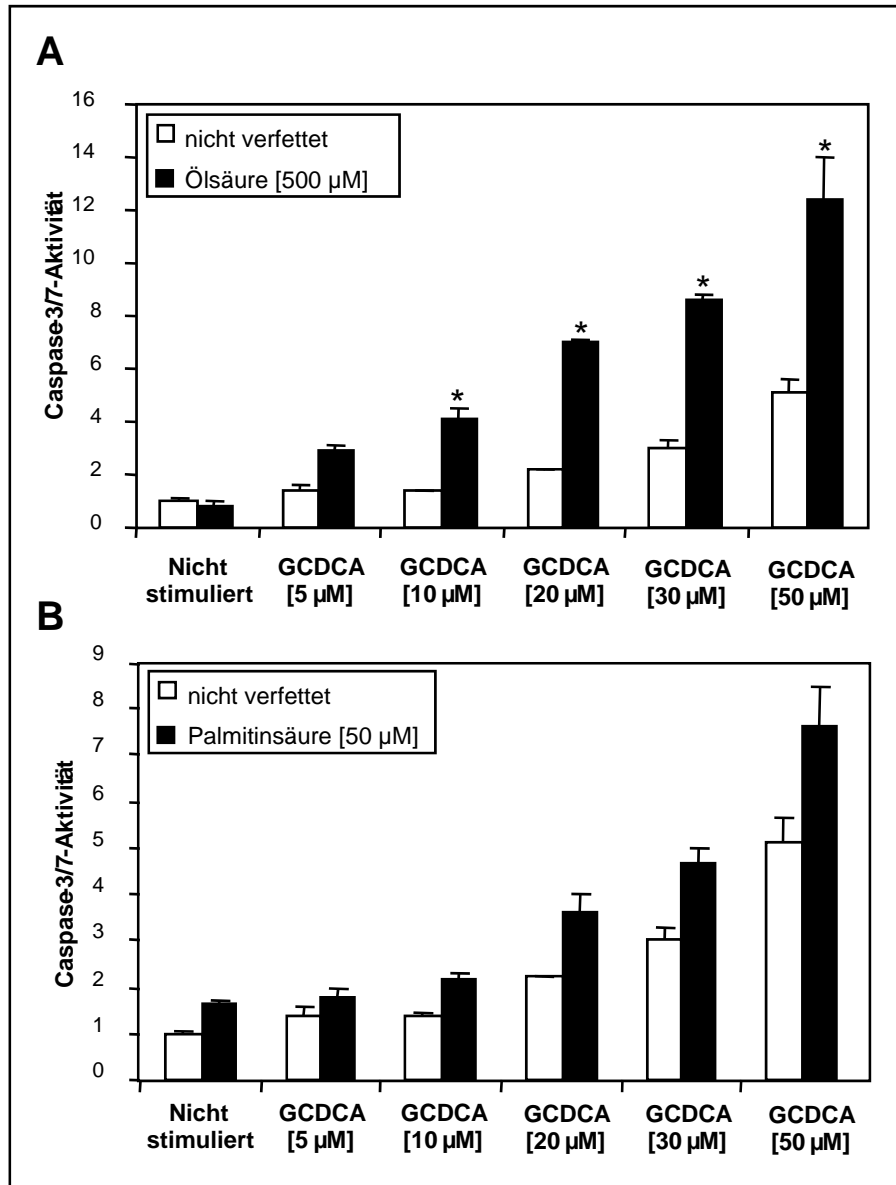 A
16
14
12
10
8
6
4
2
0
Caspase-3/7-Aktivität
nicht verfettet
Ölsäure [500 µM]
*
*
*
*
Nicht stimuliert
GCDCA [5 µM]
GCDCA [10 µM]
GCDCA [20 µM]
GCDCA [30 µM]
GCDCA [50 µM]
B
9
8
7
6
5
4
3
2
1
0
Caspase-3/7-Aktivität
nicht verfettet
Palmitinsäure [50 µM]
Nicht stimuliert
GCDCA [5 µM]
GCDCA [10 µM]
GCDCA [20 µM]
GCDCA [30 µM]
GCDCA [50 µM]